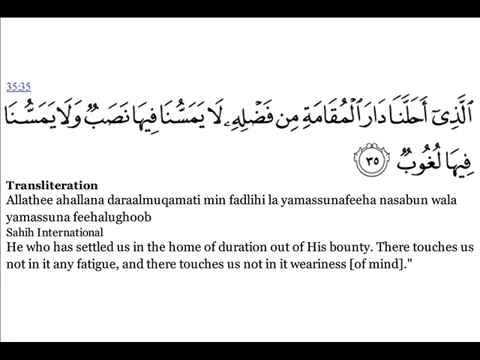 35:35
ٱلَّذِىٓ أَحَلَّنَا دَارَ ٱلْمُقَامَةِ مِن فَضْلِهِۦ لَا يَمَسُّنَا فِيهَا نَصَبٌ وَلَا يَمَسُّنَا
فِيهَا لُغُوبٌ ٣٥
Transliteration
Allathee ahallana daraalmuqamati min fadlihi la yamassunafeeha nasabun wala
yamassuna feehalughoob
Sahih International
He who has settled us in the home of duration out of His bounty. There touches us
not in it any fatigue, and there touches us not in it weariness [of mind]."